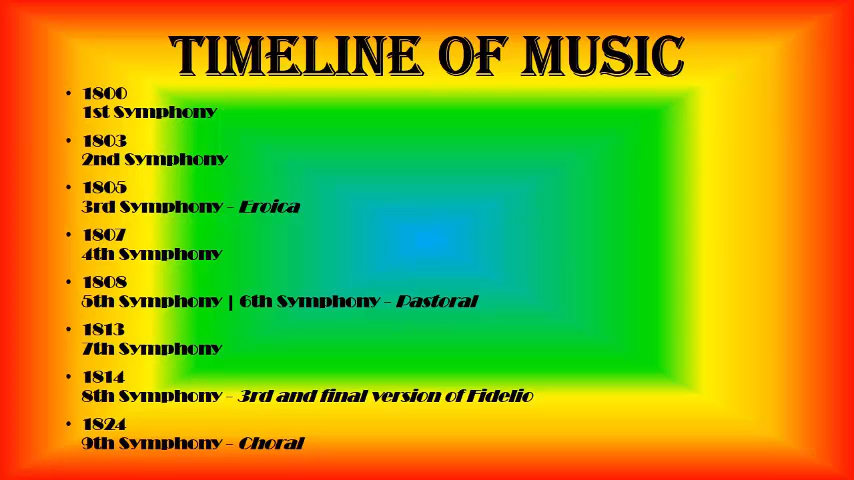 TIMELINE OF MUSIC
• 1800
1st Symphony
• 1803
2nd Symphony
• 1805
3rd Symphony - Eroica
• 1807
4th Symphony
• 1808
5th Symphony | 6th Symphony - Pastoral
• 1813
7th Symphony
• 1814
8th Symphony - 3rd and final version of Fidelio
• 1824
9th Symphony - Choral